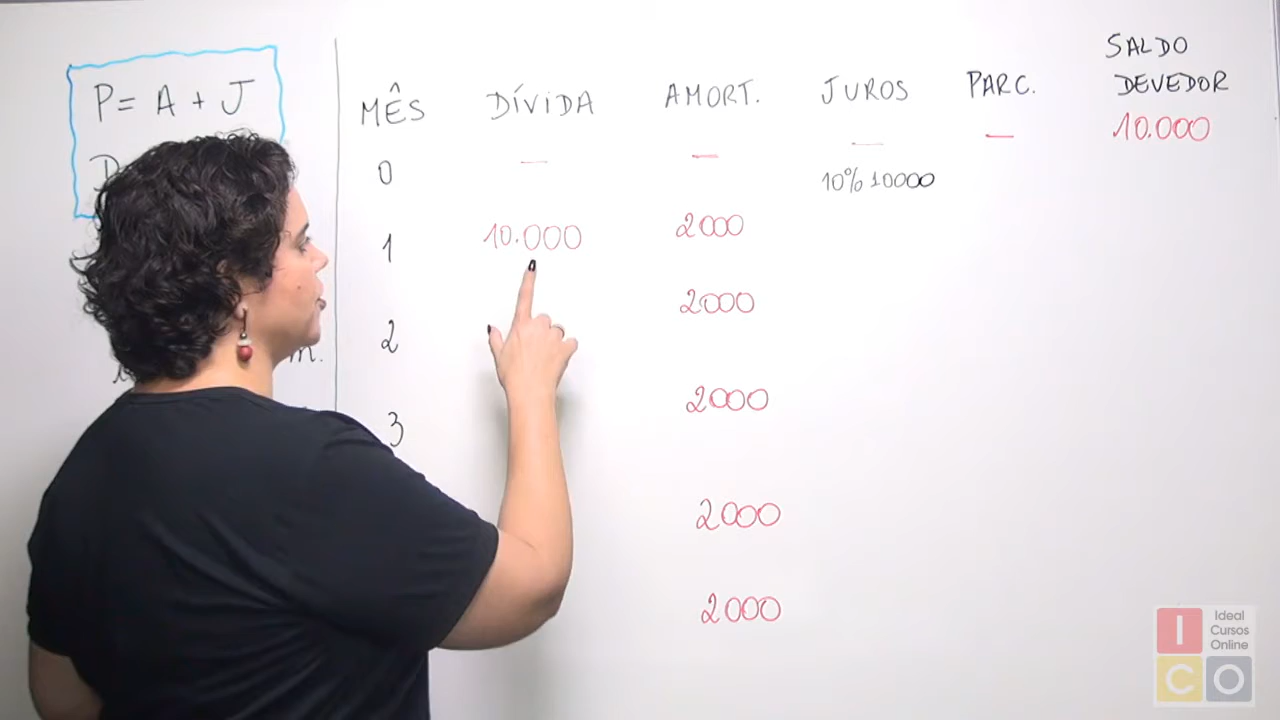 P = A + J
D
m.
MÊS DÍVIDA AMORT. JUROS PARC. SALDO DEVEDOR
0 — — — — 10.000
10% 10000
1 10.000 2000
2 2000
3 2000
2000
2000
I Ideal
Cursos
Online
C O